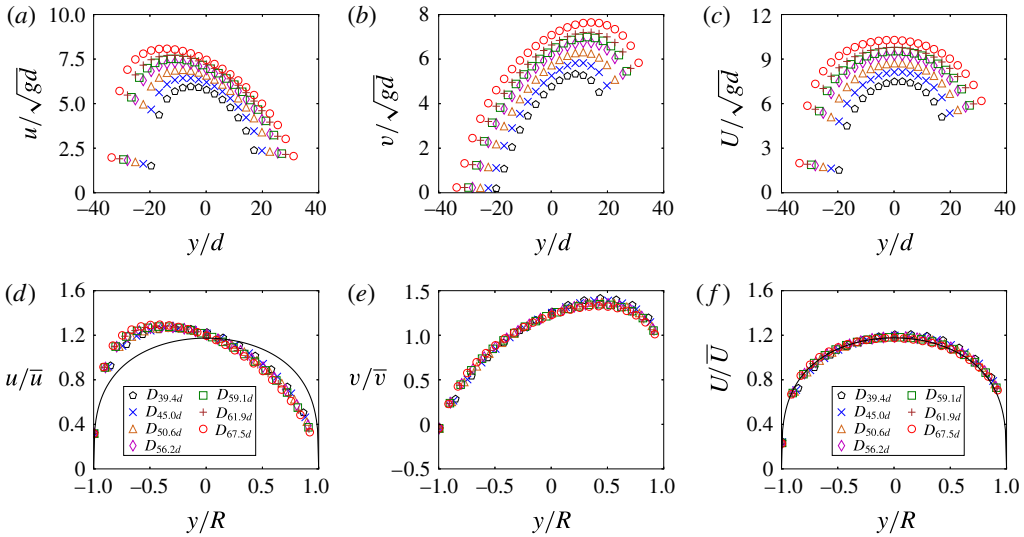 (a)
10.0
7.5
5.0
2.5
0
−40
−20
0
20
40
u/√gd
y/d
(b)
8
6
4
2
0
−40
−20
0
20
40
v/√gd
y/d
(c)
12
9
6
3
0
−40
−20
0
20
40
U/√gd
y/d
(d)
1.6
1.2
0.8
0.4
0
−1.0
−0.5
0
0.5
1.0
u/u̅
y/R
D39.4d
D45.0d
D50.6d
D56.2d
D59.1d
D61.9d
D67.5d
(e)
1.5
1.0
0.5
0
−0.5
−1.0
−0.5
0
0.5
1.0
v/v̅
y/R
(f)
1.6
1.2
0.8
0.4
0
−1.0
−0.5
0
0.5
1.0
U/U̅
y/R
D39.4d
D45.0d
D50.6d
D56.2d
D59.1d
D61.9d
D67.5d